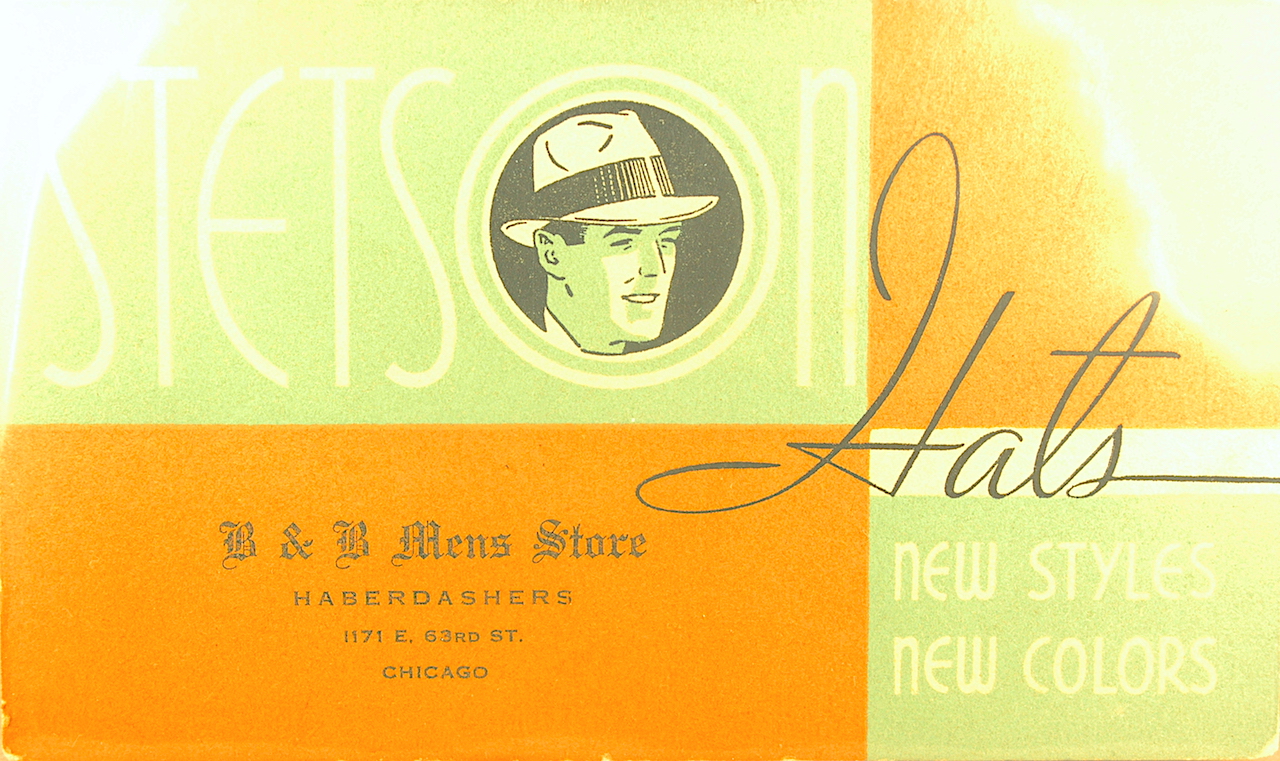 STETSON
Hats
B & B Mens Store
HABERDASHERS
1171 E. 63RD ST.
CHICAGO
NEW STYLES
NEW COLORS